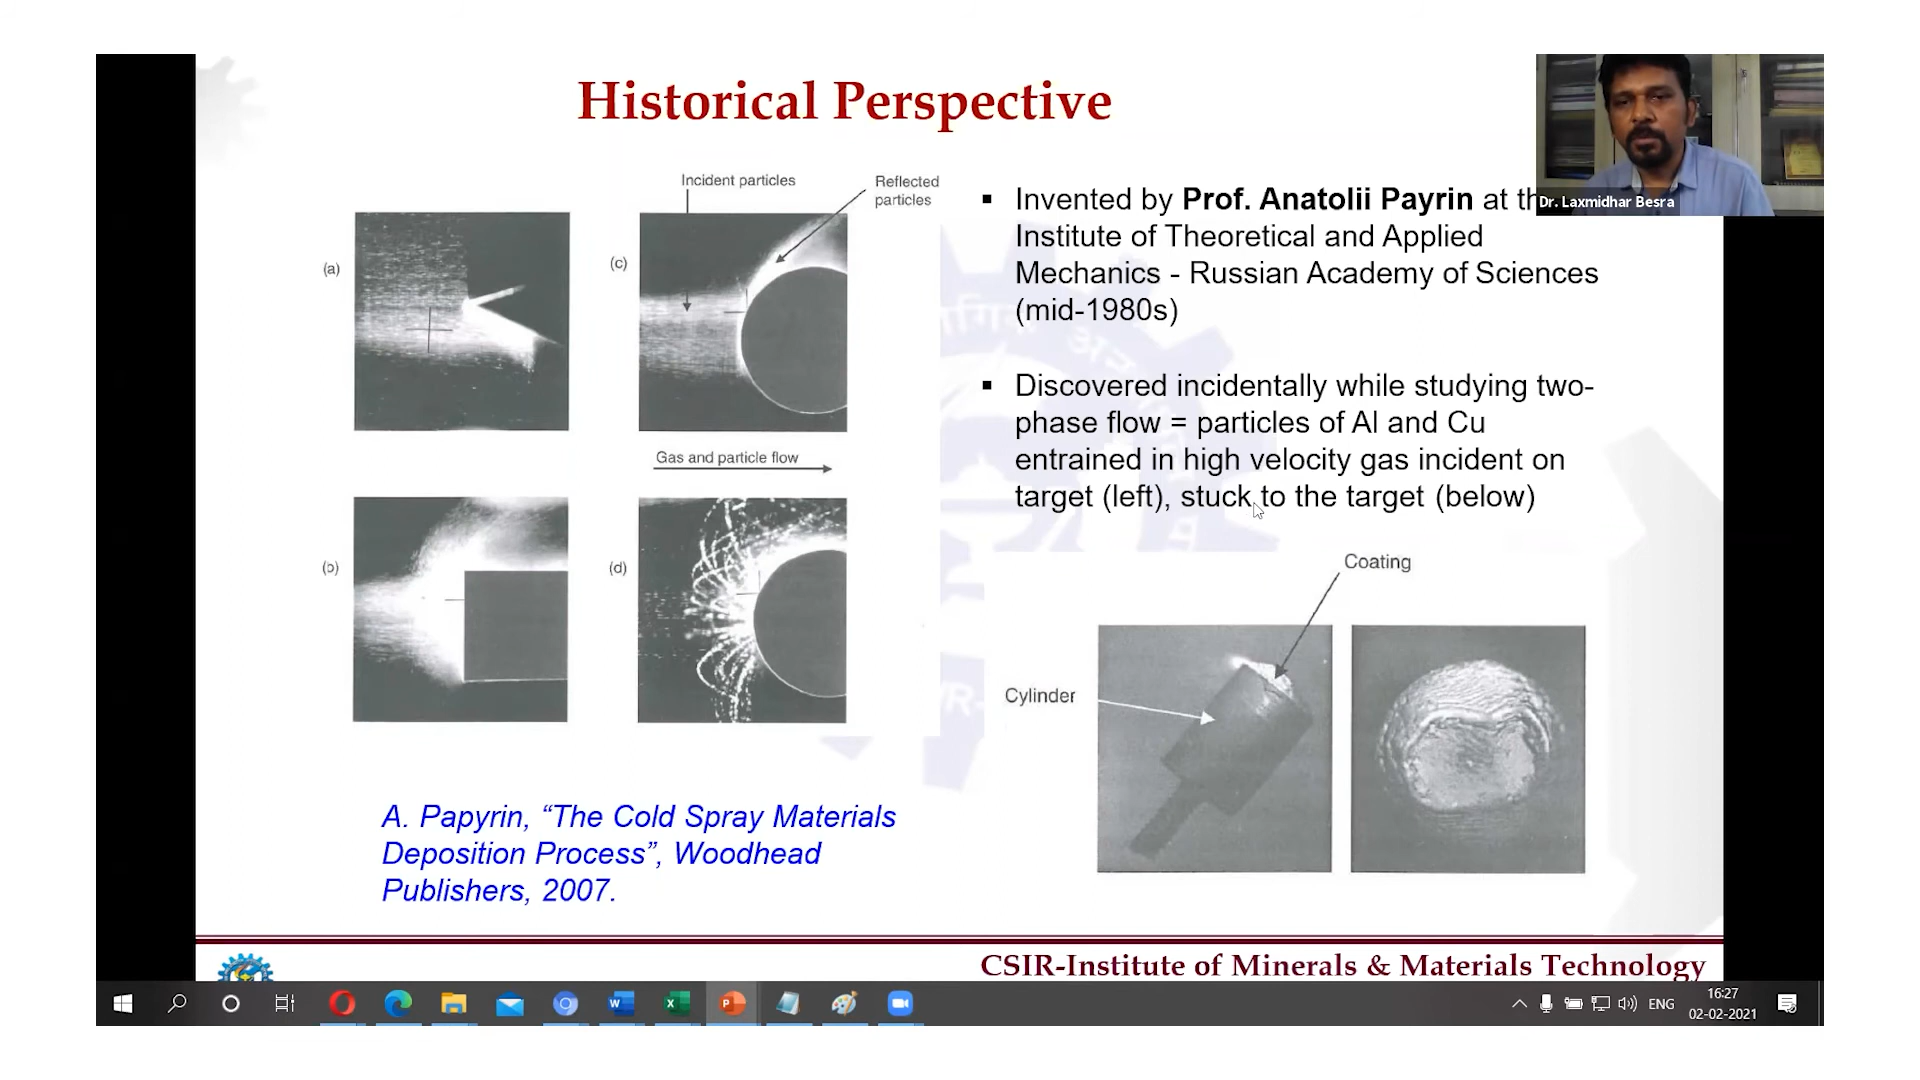 Historical Perspective
Incident particles
Reflected
particles
(a)
(c)
Gas and particle flow
(b)
(d)
A. Papyrin, “The Cold Spray Materials
Deposition Process”, Woodhead
Publishers, 2007.
Dr. Laxmidhar Besra
▪ Invented by Prof. Anatolii Payrin at
Institute of Theoretical and Applied
Mechanics - Russian Academy of Sciences
(mid-1980s)
▪ Discovered incidentally while studying two-
phase flow = particles of Al and Cu
entrained in high velocity gas incident on
target (left), stuck to the target (below)
Coating
Cylinder
CSIR-Institute of Minerals & Materials Technology
ENG
16:27
02-02-2021